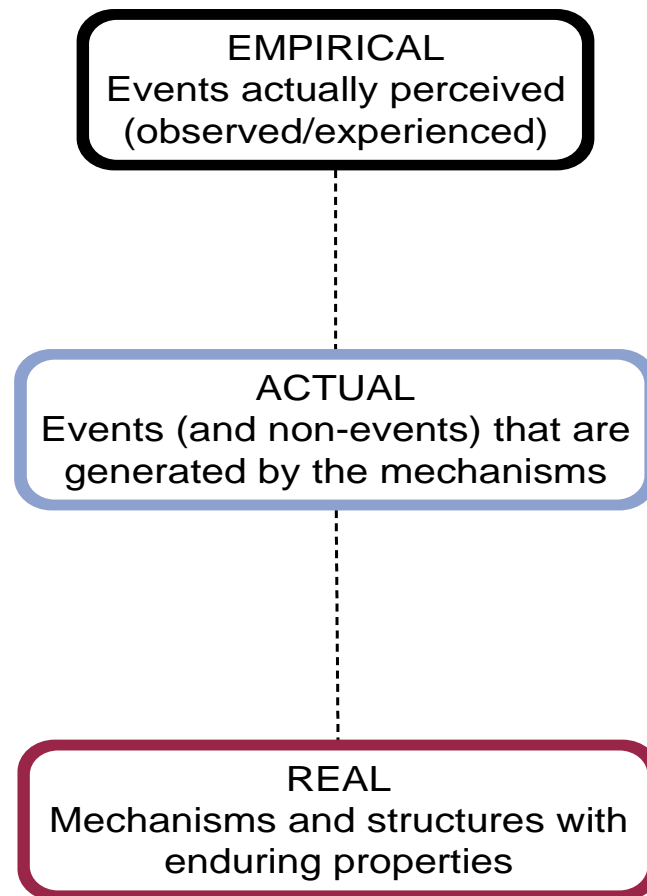 EMPIRICAL
Events actually perceived
(observed/experienced)
ACTUAL
Events (and non-events) that are
generated by the mechanisms
REAL
Mechanisms and structures with
enduring properties